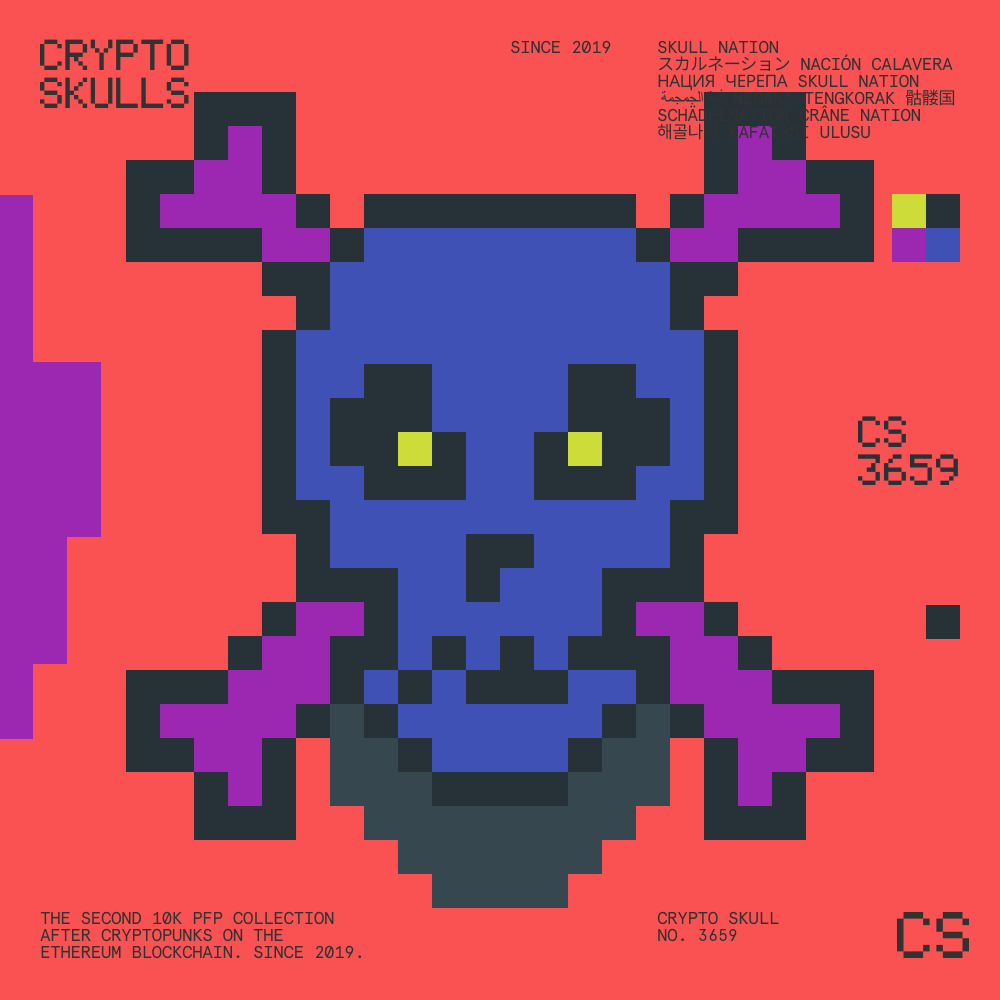 CRYPTO
SKULLS
SINCE 2019
SKULL NATION
スカルネーション NACIÓN CALAVERA
НАЦИЯ ЧЕРЕПА SKULL NATION
الجمجمة TENGKORAK 骷髅国
CRÂNE NATION
ULUSU
CS
3659
THE SECOND 10K PFP COLLECTION
AFTER CRYPTOPUNKS ON THE
ETHEREUM BLOCKCHAIN. SINCE 2019.
CRYPTO SKULL
NO. 3659
CS